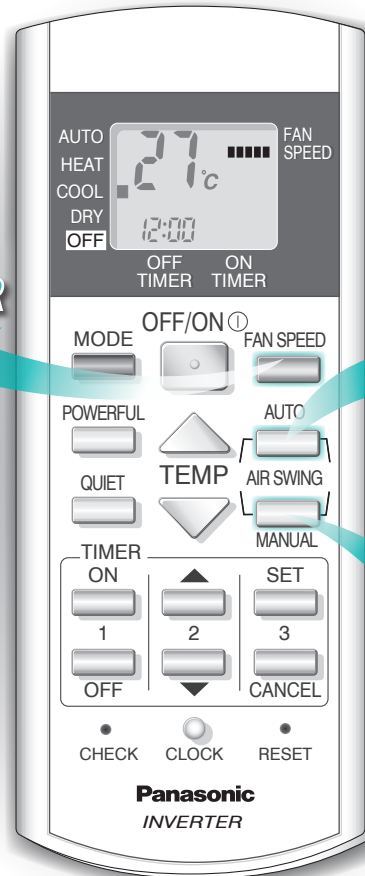 AUTO
HEAT
COOL
DRY
OFF
27 °C
FAN
SPEED
12:00
OFF
TIMER
ON
TIMER
OFF/ON
MODE
FAN SPEED
POWERFUL
AUTO
TEMP
QUIET
AIR SWING
MANUAL
TIMER
ON
SET
1
2
3
OFF
CANCEL
CHECK
CLOCK
RESET
Panasonic
INVERTER